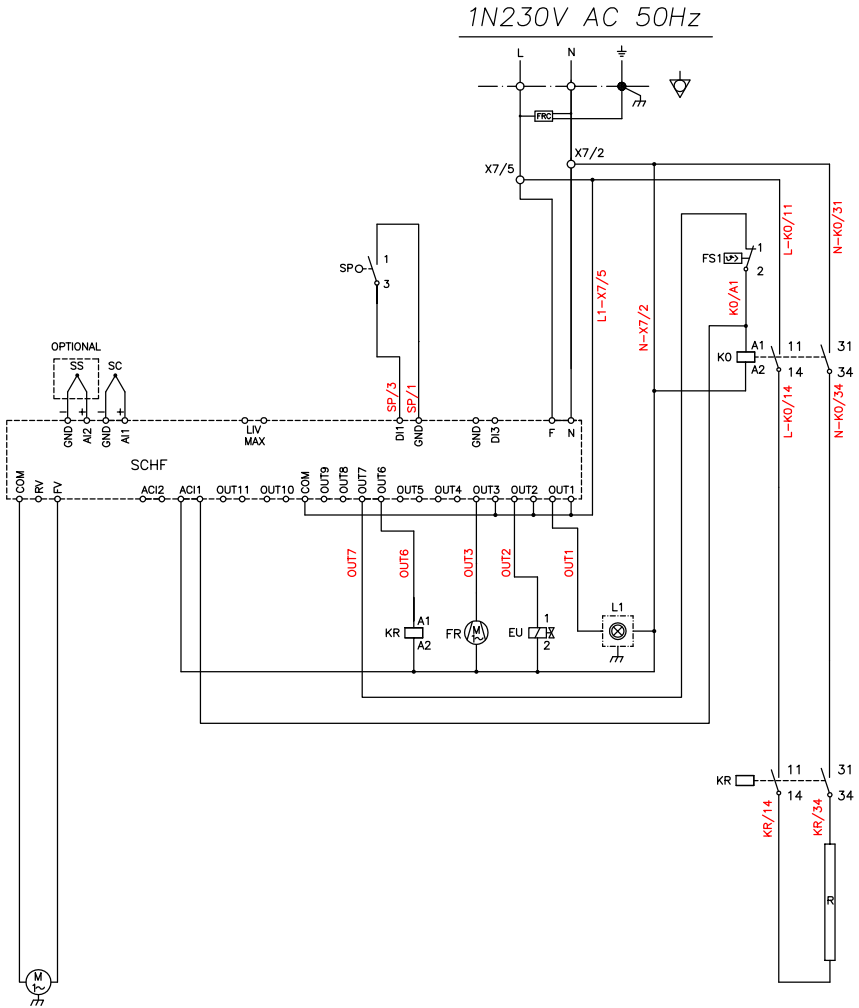 1N230V AC 50Hz
L N
FRC
X7/2
X7/5
L-K0/11
N-K0/31
SP 1
3
FS1 1
2
K0/A1
L1-X7/5
N-X7/2
OPTIONAL
SS SC
K0 A1 11 31
A2 14 34
SP/3
SP/1
L-K0/14
N-K0/34
- + - +
GND AI2 GND AI1 LIV MAX DI1 GND GND DI3 F N
SCHF
COM RV FV ACI2 ACI1 OUT11 OUT10 COM OUT9 OUT8 OUT7 OUT6 OUT5 OUT4 OUT3 OUT2 OUT1
OUT7 OUT6 OUT3 OUT2 OUT1
KR A1
A2
FR M
1~
EU 1
2
L1
KR 11 31
14 34
KR/14
KR/34
R
M
1~